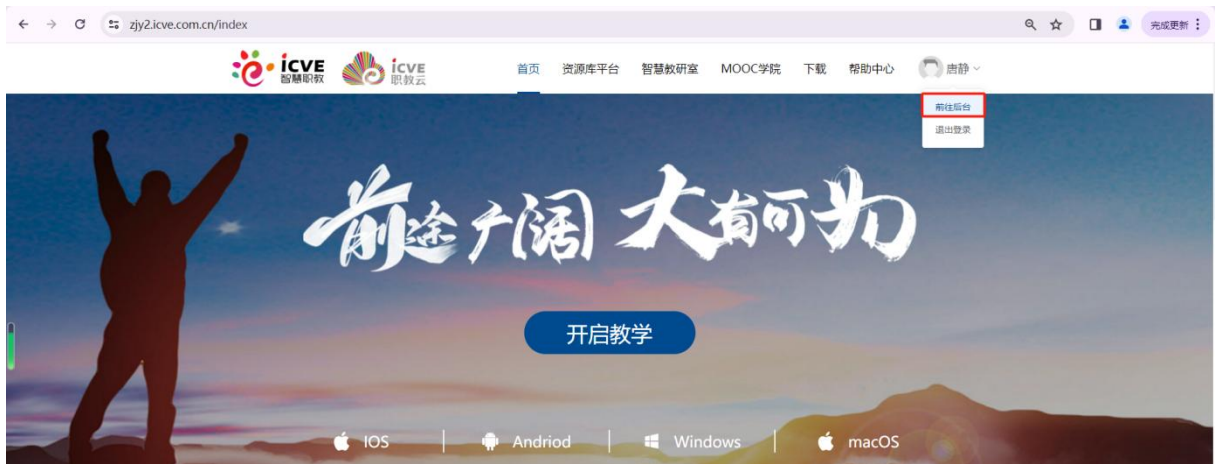 zjy2.icve.com.cn/index
完成更新
icve 智慧职教 icve 职教云 首页 资源库平台 智慧教研室 MOOC学院 下载 帮助中心 唐静
前往后台
退出登录
前途广阔 大有可为
开启教学
IOS Andriod Windows macOS